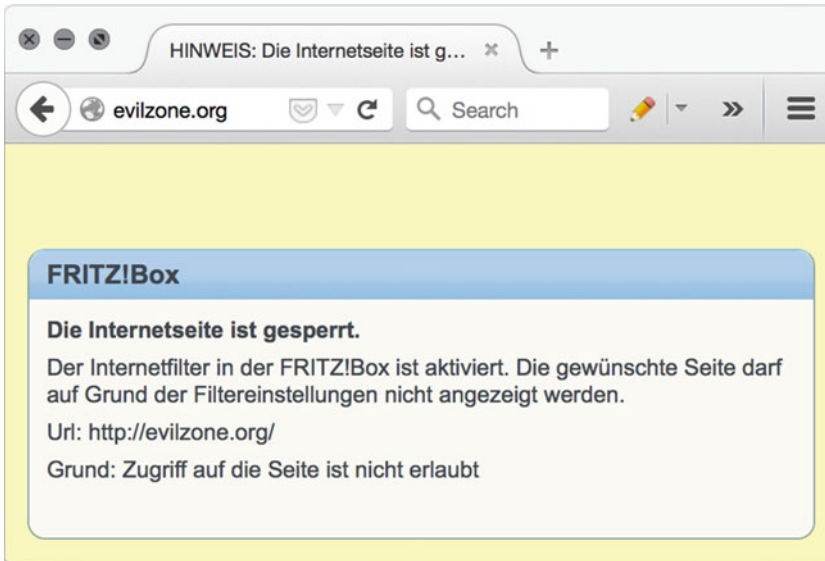 HINWEIS: Die Internetseite ist g...
evilzone.org
Search
FRITZ!Box
Die Internetseite ist gesperrt.
Der Internetfilter in der FRITZ!Box ist aktiviert. Die gewünschte Seite darf
auf Grund der Filtereinstellungen nicht angezeigt werden.
Url: http://evilzone.org/
Grund: Zugriff auf die Seite ist nicht erlaubt